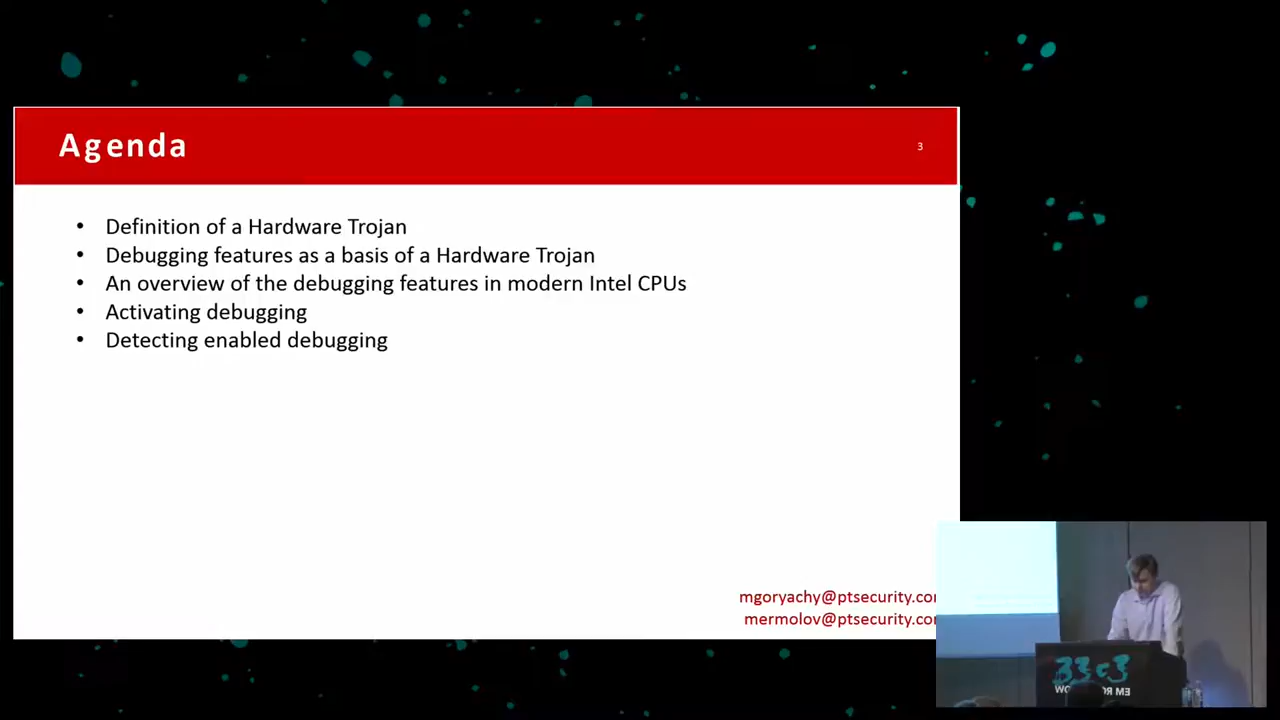 Agenda
3
• Definition of a Hardware Trojan
• Debugging features as a basis of a Hardware Trojan
• An overview of the debugging features in modern Intel CPUs
• Activating debugging
• Detecting enabled debugging
mgoryachy@ptsecurity.com
mermolov@ptsecurity.com
33c3